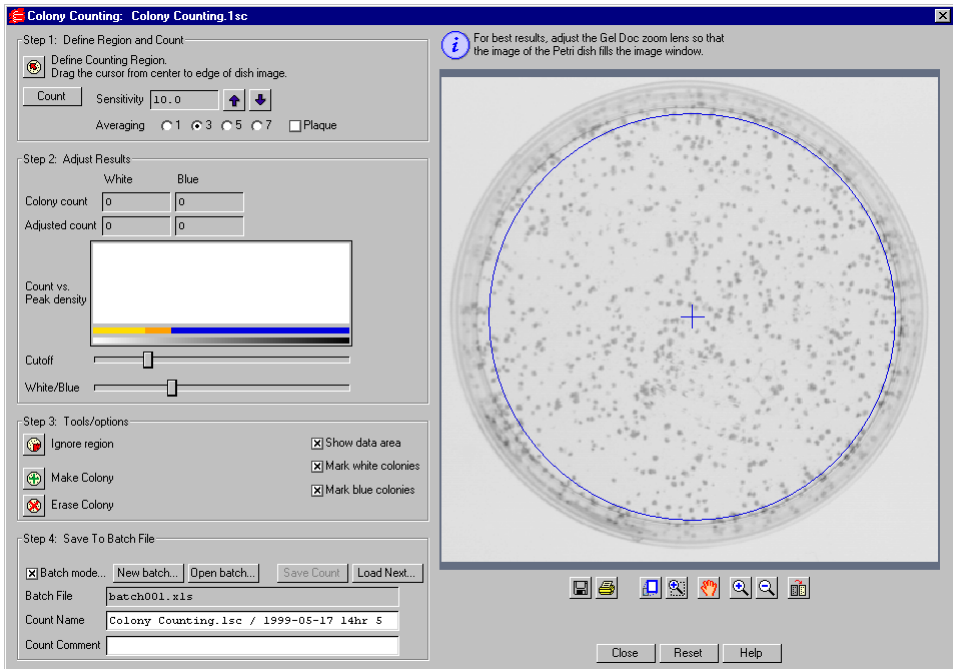 Colony Counting: Colony Counting.1sc
Step 1: Define Region and Count
Define Counting Region.
Drag the cursor from center to edge of dish image.
Count
Sensitivity 10.0
Averaging 1 3 5 7 Plaque
Step 2: Adjust Results
White Blue
Colony count 0 0
Adjusted count 0 0
Count vs.
Peak density
Cutoff
White/Blue
Step 3: Tools/options
Ignore region
Show data area
Mark white colonies
Make Colony
Mark blue colonies
Erase Colony
Step 4: Save To Batch File
Batch mode... New batch... Open batch... Save Count Load Next...
Batch File batch001.xls
Count Name Colony Counting.1sc / 1999-05-17 14hr 5
Count Comment
i
For best results, adjust the Gel Doc zoom lens so that
the image of the Petri dish fills the image window.
Close Reset Help